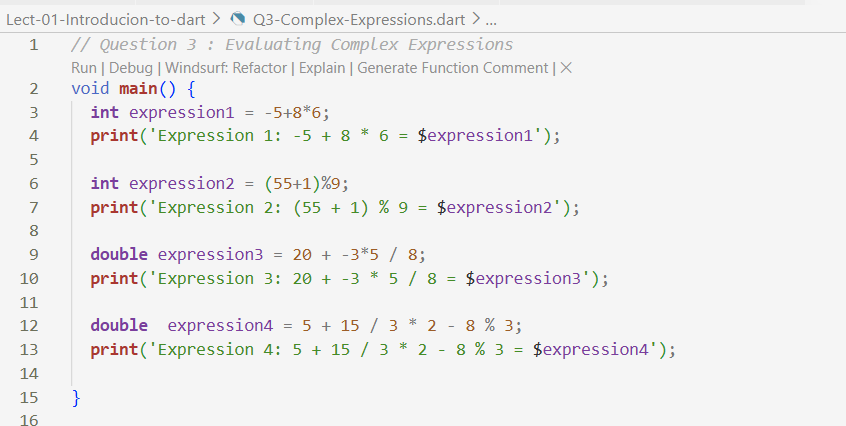 Lect-01-Introducion-to-dart > Q3-Complex-Expressions.dart > ...
1 // Question 3 : Evaluating Complex Expressions
Run | Debug | Windsurf: Refactor | Explain | Generate Function Comment | ×
2 void main() {
3 int expression1 = -5+8*6;
4 print('Expression 1: -5 + 8 * 6 = $expression1');
5
6 int expression2 = (55+1)%9;
7 print('Expression 2: (55 + 1) % 9 = $expression2');
8
9 double expression3 = 20 + -3*5 / 8;
10 print('Expression 3: 20 + -3 * 5 / 8 = $expression3');
11
12 double  expression4 = 5 + 15 / 3 * 2 - 8 % 3;
13 print('Expression 4: 5 + 15 / 3 * 2 - 8 % 3 = $expression4');
14
15 }
16